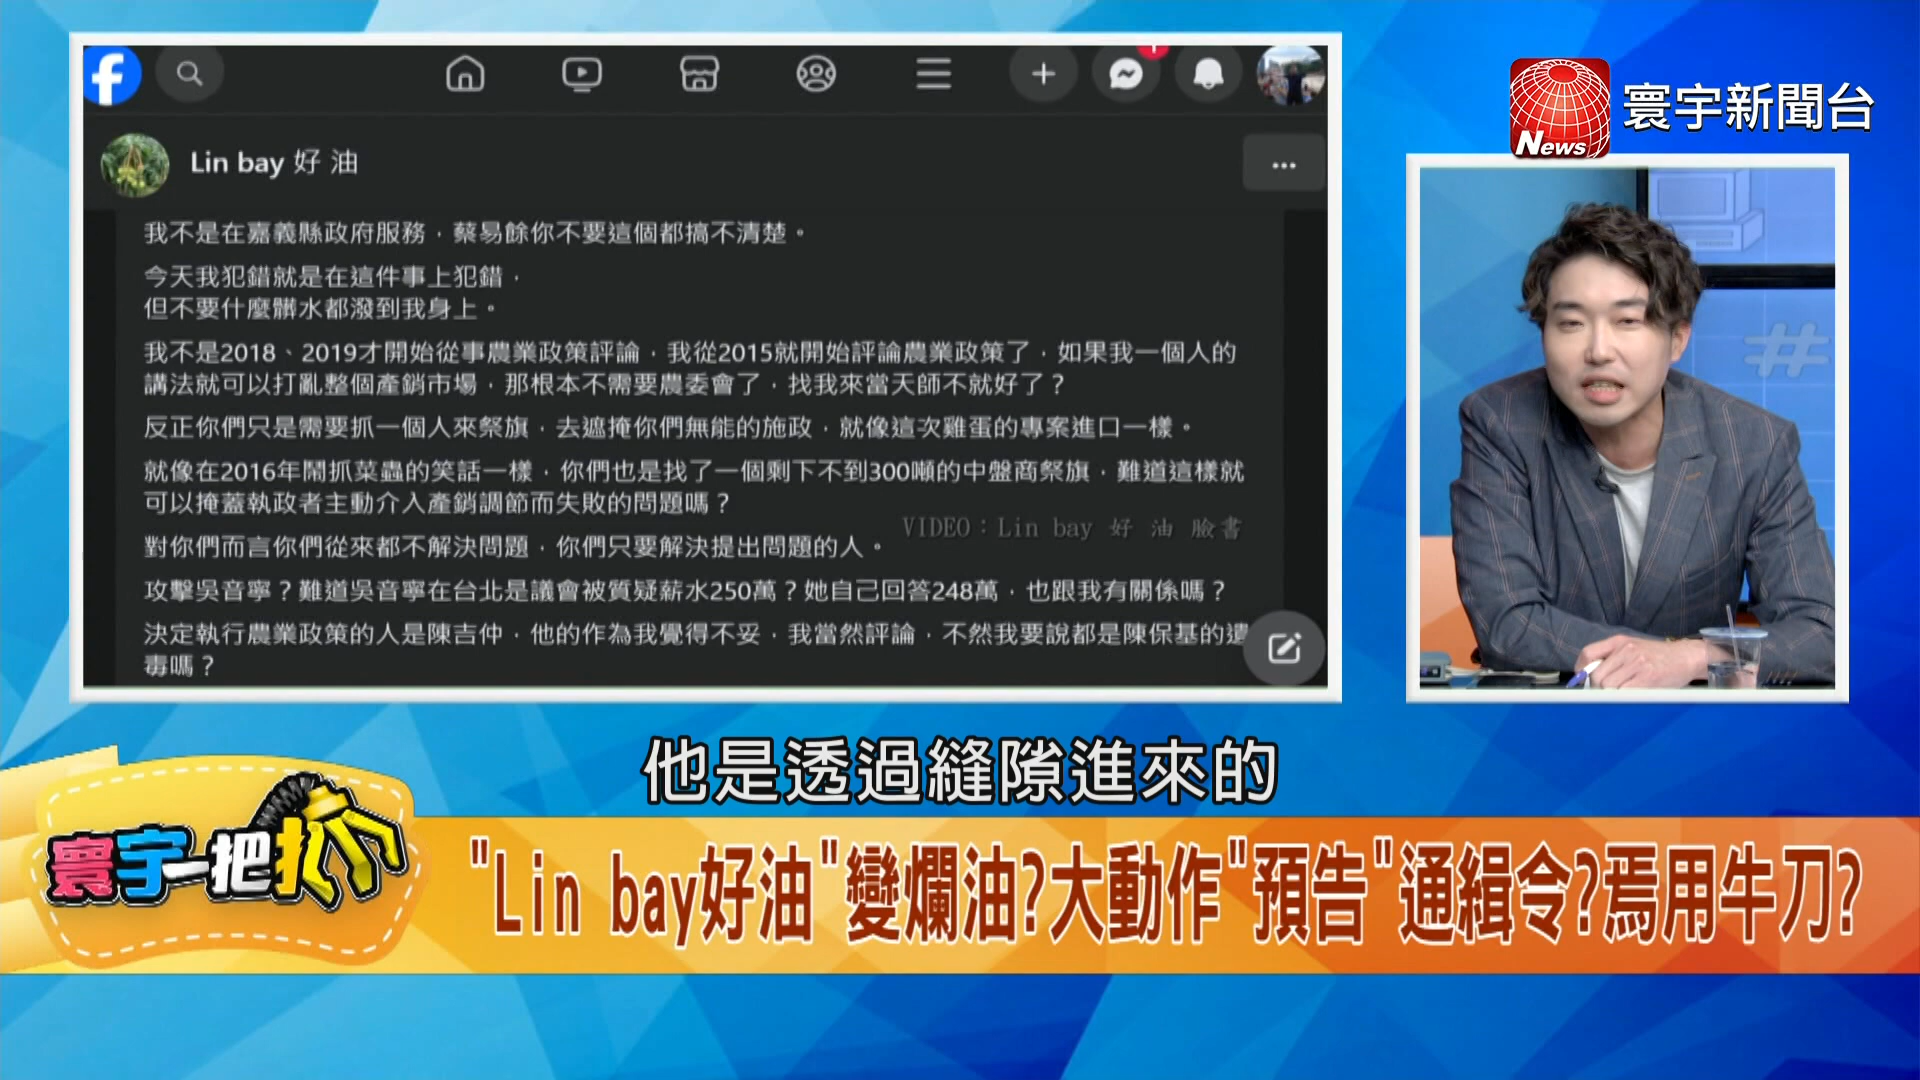 Lin bay 好 油
我不是在嘉義縣政府服務，蔡易餘你不要這個都搞不清楚。
今天我犯錯就是在這件事上犯錯，
但不要什麼髒水都潑到我身上。
我不是2018、2019才開始從事農業政策評論，我從2015就開始評論農業政策了，如果我一個人的
講法就可以打亂整個產銷市場，那根本不需要農委會了，找我來當天師不就好了？
反正你們只是需要抓一個人來祭旗，去遮掩你們無能的施政，就像這次雞蛋的專案進口一樣。
就像在2016年鬧抓菜蟲的笑話一樣，你們也是找了一個剩下不到300噸的中盤商祭旗，難道這樣就
可以掩蓋執政者主動介入產銷調節而失敗的問題嗎？
對你們而言你們從來都不解決問題，你們只要解決提出問題的人。
VIDEO：Lin bay 好 油 臉書
攻擊吳音寧？難道吳音寧在台北是議會被質疑薪水250萬？她自己回答248萬，也跟我有關係嗎？
決定執行農業政策的人是陳吉仲，他的作為我覺得不妥，我當然評論，不然我要說都是陳保基的遺
毒嗎？
News 寰宇新聞台
#
他是透過縫隙進來的
寰宇一把抓
"Lin bay好油"變爛油?大動作"預告"通緝令?焉用牛刀?